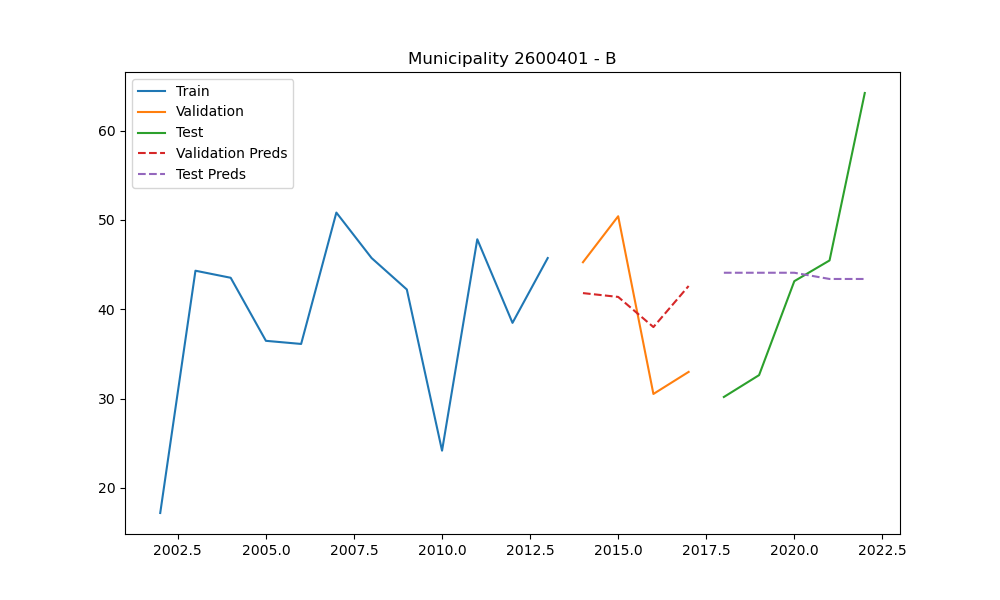 Municipality 2600401 - B
Train
Validation
Test
Validation Preds
Test Preds
60
50
40
30
20
2002.5 2005.0 2007.5 2010.0 2012.5 2015.0 2017.5 2020.0 2022.5